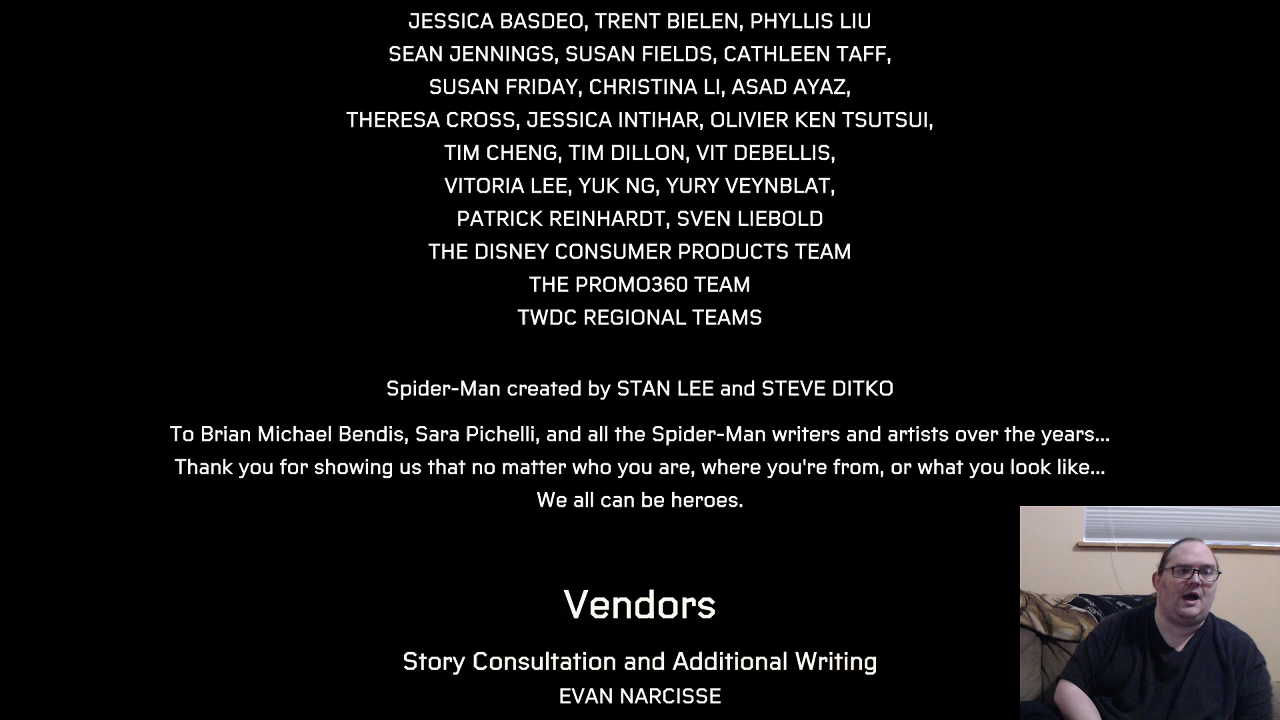 JESSICA BASDEO, TRENT BIELEN, PHYLLIS LIU
SEAN JENNINGS, SUSAN FIELDS, CATHLEEN TAFF,
SUSAN FRIDAY, CHRISTINA LI, ASAD AYAZ,
THERESA CROSS, JESSICA INTIHAR, OLIVIER KEN TSUTSUI,
TIM CHENG, TIM DILLON, VIT DEBELLIS,
VITORIA LEE, YUK NG, YURY VEYNBLAT,
PATRICK REINHARDT, SVEN LIEBOLD
THE DISNEY CONSUMER PRODUCTS TEAM
THE PROMO360 TEAM
TWDC REGIONAL TEAMS
Spider-Man created by STAN LEE and STEVE DITKO
To Brian Michael Bendis, Sara Pichelli, and all the Spider-Man writers and artists over the years...
Thank you for showing us that no matter who you are, where you're from, or what you look like...
We all can be heroes.
Vendors
Story Consultation and Additional Writing
EVAN NARCISSE